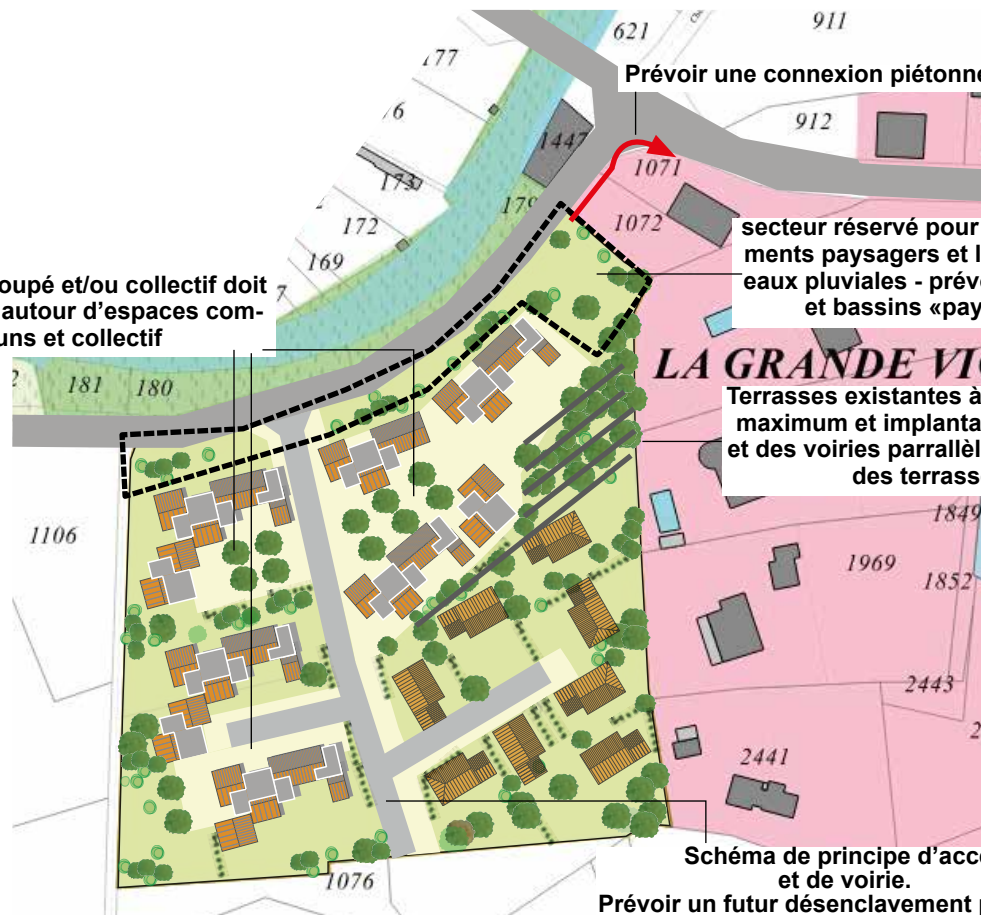 911
621
177
Prévoir une connexion piétonne
912
1447
1071
173
179
172
1072
secteur réservé pour
ments paysagers et l
eaux pluviales - prév
et bassins «pay
169
oupé et/ou collectif doit
autour d'espaces com-
uns et collectif
LA GRANDE VIG
181
180
Terrasses existantes à
maximum et implanta
et des voiries parrallèl
des terrass
1849
1106
1969
1852
2443
2441
Schéma de principe d'accè
et de voirie.
Prévoir un futur désenclavement p
1076